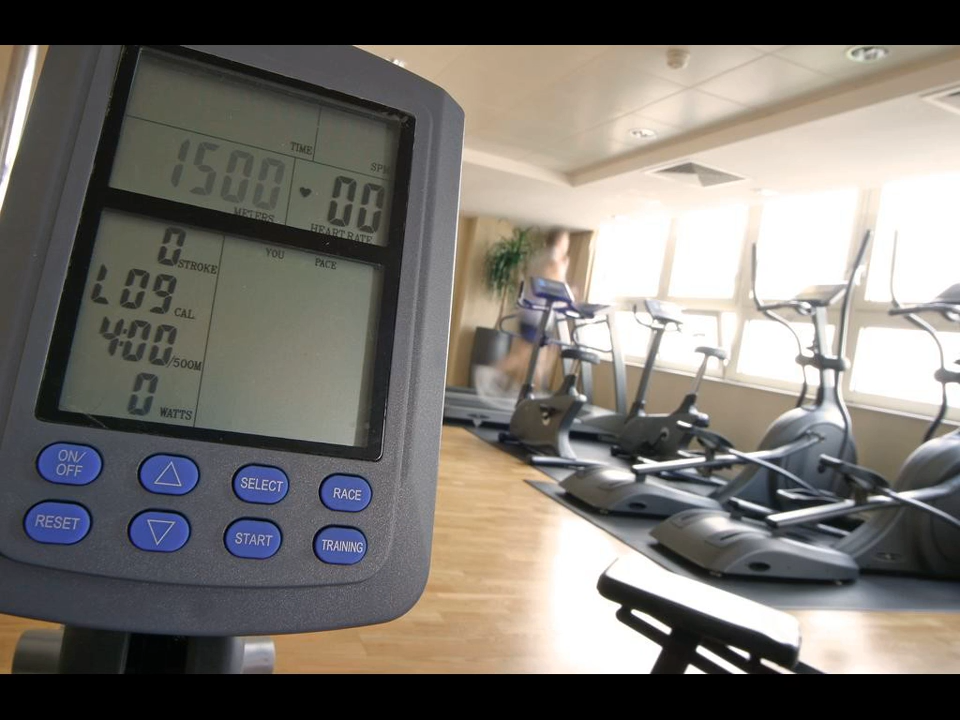 TIME
SPM
1500 METERS
00 HEART RATE
0 STROKE
L09 CAL
4:00 /500M
0 WATTS
YOU PACE
ON/
OFF
△
SELECT
RACE
RESET
▽
START
TRAINING